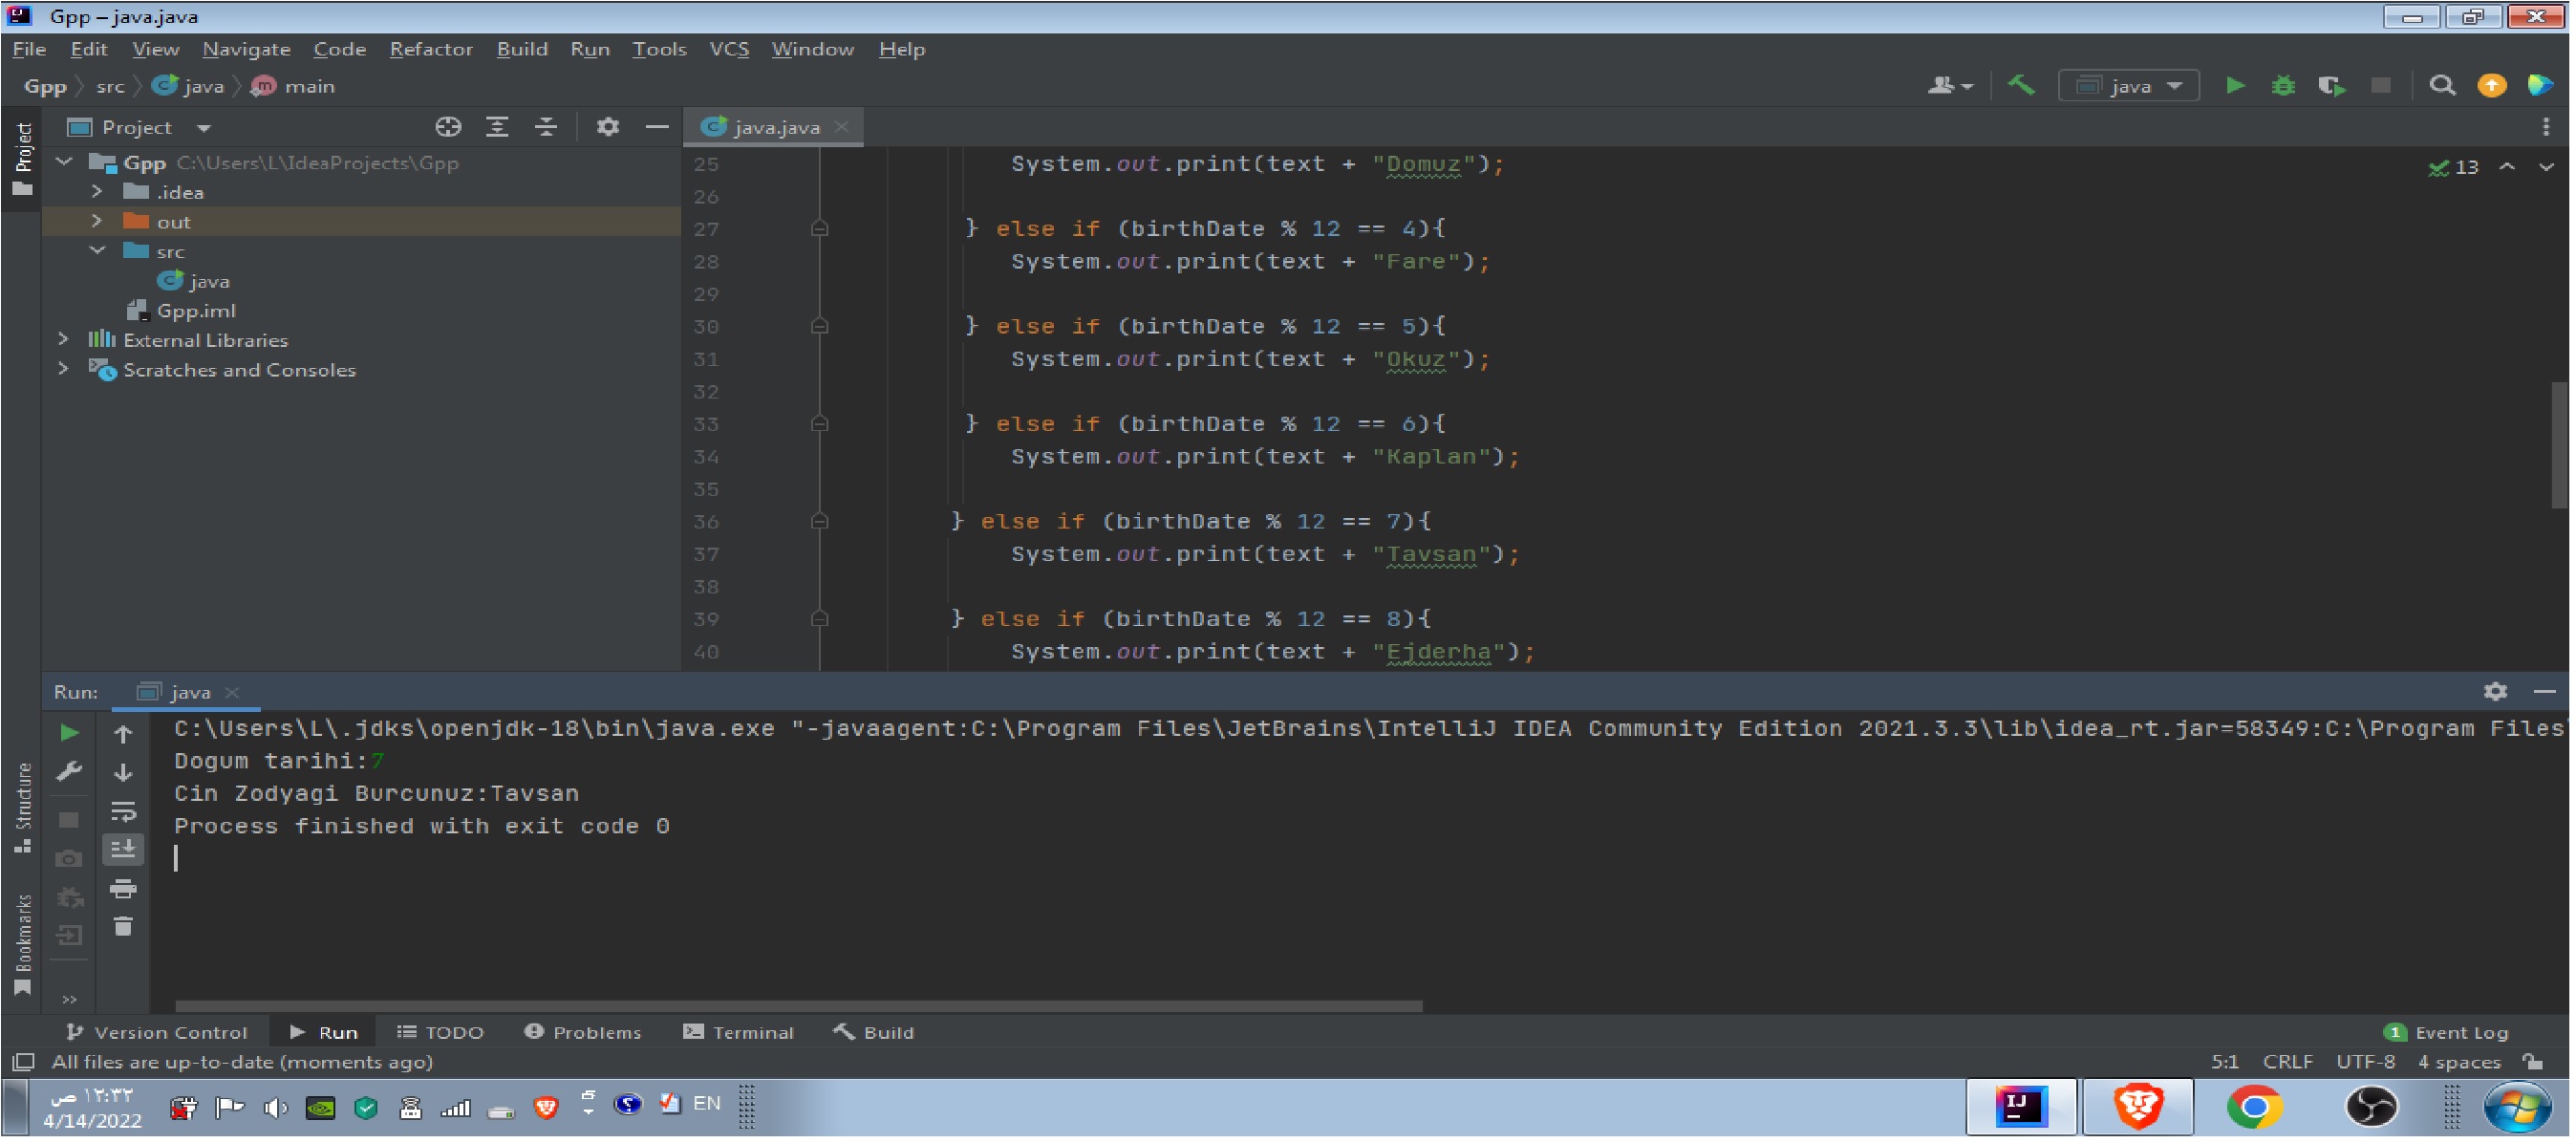 Gpp – java.java
File Edit View Navigate Code Refactor Build Run Tools VCS Window Help
Gpp src java main
java
Project
java.java
Project
Gpp C:\Users\L\IdeaProjects\Gpp
.idea
out
src
java
Gpp.iml
External Libraries
Scratches and Consoles
13
25 System.out.print(text + "Domuz");
26
27 } else if (birthDate % 12 == 4){
28 System.out.print(text + "Fare");
29
30 } else if (birthDate % 12 == 5){
31 System.out.print(text + "Okuz");
32
33 } else if (birthDate % 12 == 6){
34 System.out.print(text + "Kaplan");
35
36 } else if (birthDate % 12 == 7){
37 System.out.print(text + "Tavsan");
38
39 } else if (birthDate % 12 == 8){
40 System.out.print(text + "Ejderha");
Run: java
C:\Users\L\.jdks\openjdk-18\bin\java.exe "-javaagent:C:\Program Files\JetBrains\IntelliJ IDEA Community Edition 2021.3.3\lib\idea_rt.jar=58349:C:\Program Files
Dogum tarihi:7
Cin Zodyagi Burcunuz:Tavsan
Process finished with exit code 0
Structure
Bookmarks
Version Control Run TODO Problems Terminal Build
1 Event Log
All files are up-to-date (moments ago)
5:1 CRLF UTF-8 4 spaces
١٢:٣٢ ص
4/14/2022
EN
IJ